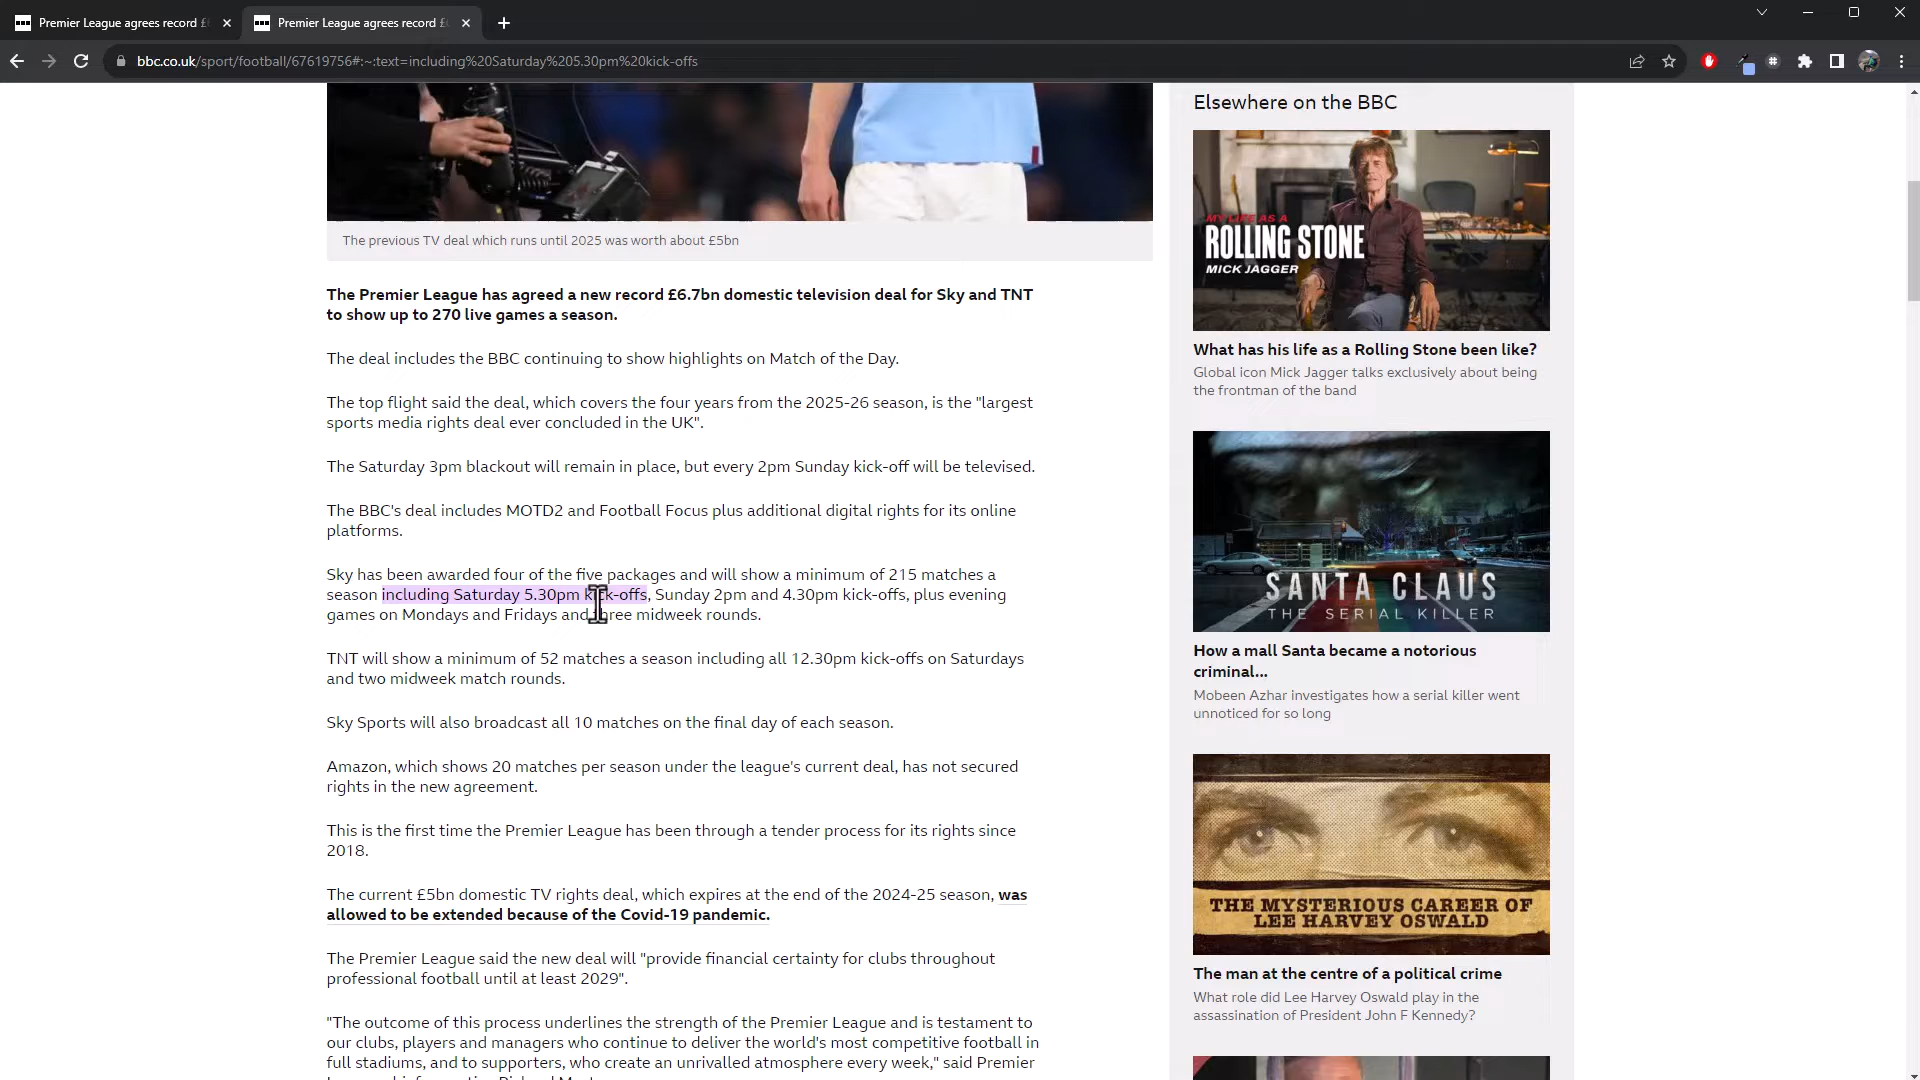 Premier League agrees record £
Premier League agrees record £
bbc.co.uk/sport/football/67619756#:~:text=including%20Saturday%205.30pm%20kick-offs
The previous TV deal which runs until 2025 was worth about £5bn
The Premier League has agreed a new record £6.7bn domestic television deal for Sky and TNT
to show up to 270 live games a season.
The deal includes the BBC continuing to show highlights on Match of the Day.
The top flight said the deal, which covers the four years from the 2025-26 season, is the "largest
sports media rights deal ever concluded in the UK".
The Saturday 3pm blackout will remain in place, but every 2pm Sunday kick-off will be televised.
The BBC's deal includes MOTD2 and Football Focus plus additional digital rights for its online
platforms.
Sky has been awarded four of the five packages and will show a minimum of 215 matches a
season including Saturday 5.30pm kick-offs, Sunday 2pm and 4.30pm kick-offs, plus evening
games on Mondays and Fridays and three midweek rounds.
TNT will show a minimum of 52 matches a season including all 12.30pm kick-offs on Saturdays
and two midweek match rounds.
Sky Sports will also broadcast all 10 matches on the final day of each season.
Amazon, which shows 20 matches per season under the league's current deal, has not secured
rights in the new agreement.
This is the first time the Premier League has been through a tender process for its rights since
2018.
The current £5bn domestic TV rights deal, which expires at the end of the 2024-25 season, was
allowed to be extended because of the Covid-19 pandemic.
The Premier League said the new deal will "provide financial certainty for clubs throughout
professional football until at least 2029".
"The outcome of this process underlines the strength of the Premier League and is testament to
our clubs, players and managers who continue to deliver the world's most competitive football in
full stadiums, and to supporters, who create an unrivalled atmosphere every week," said Premier
Elsewhere on the BBC
MY LIFE AS A
ROLLING STONE
MICK JAGGER
What has his life as a Rolling Stone been like?
Global icon Mick Jagger talks exclusively about being
the frontman of the band
SANTA CLAUS
THE SERIAL KILLER
How a mall Santa became a notorious
criminal...
Mobeen Azhar investigates how a serial killer went
unnoticed for so long
THE MYSTERIOUS CAREER OF
LEE HARVEY OSWALD
The man at the centre of a political crime
What role did Lee Harvey Oswald play in the
assassination of President John F Kennedy?